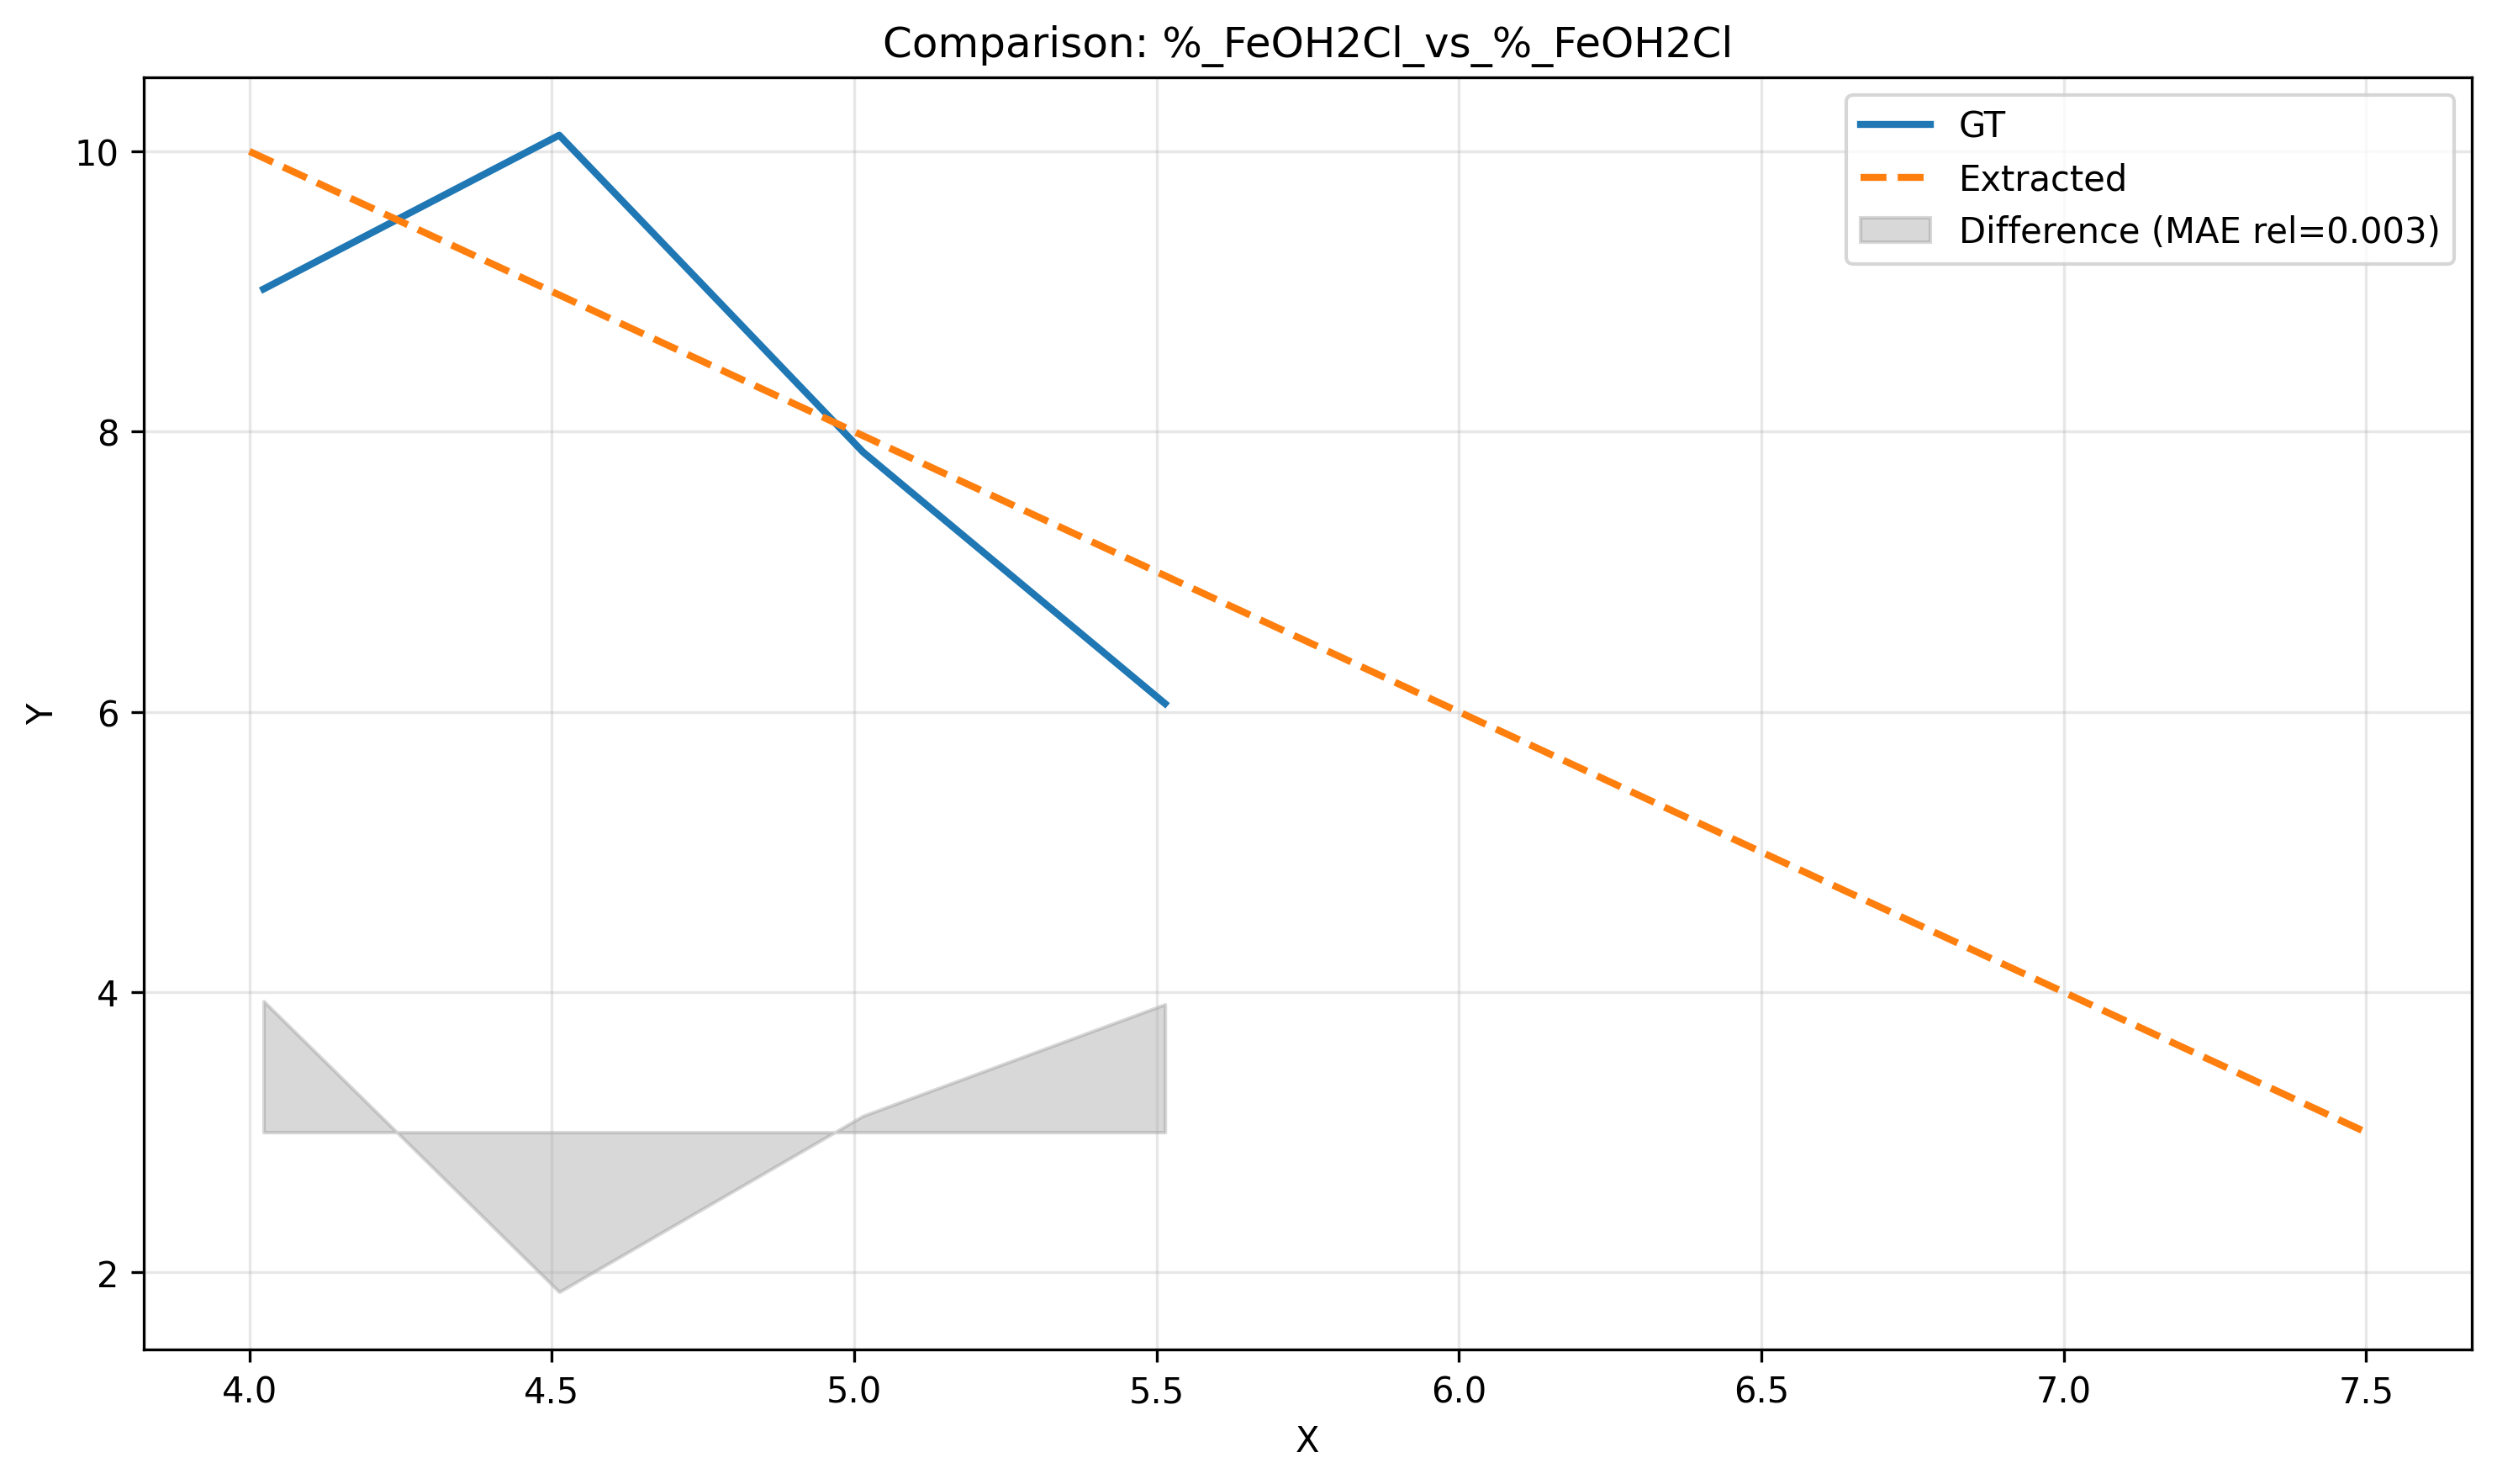 Comparison: %_FeOH2Cl_vs_%_FeOH2Cl
GT
Extracted
Difference (MAE rel=0.003)
Y
10
8
6
4
2
4.0 4.5 5.0 5.5 6.0 6.5 7.0 7.5
X